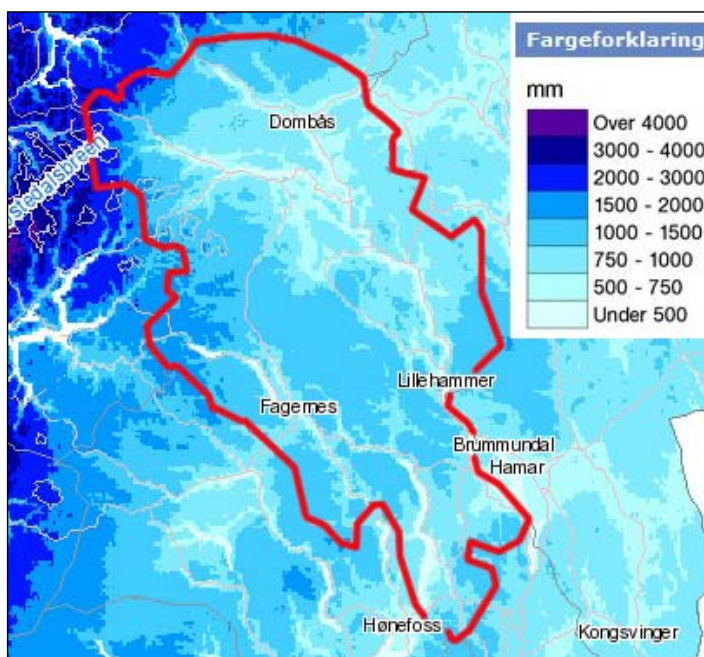 Fargeforklaring
mm
Over 4000
3000 - 4000
2000 - 3000
1500 - 2000
1000 - 1500
750 - 1000
500 - 750
Under 500
Dombås
stedalsbreen
Lillehammer
Fagernes
Brummundal
Hamar
Hønefoss
Kongsvinger